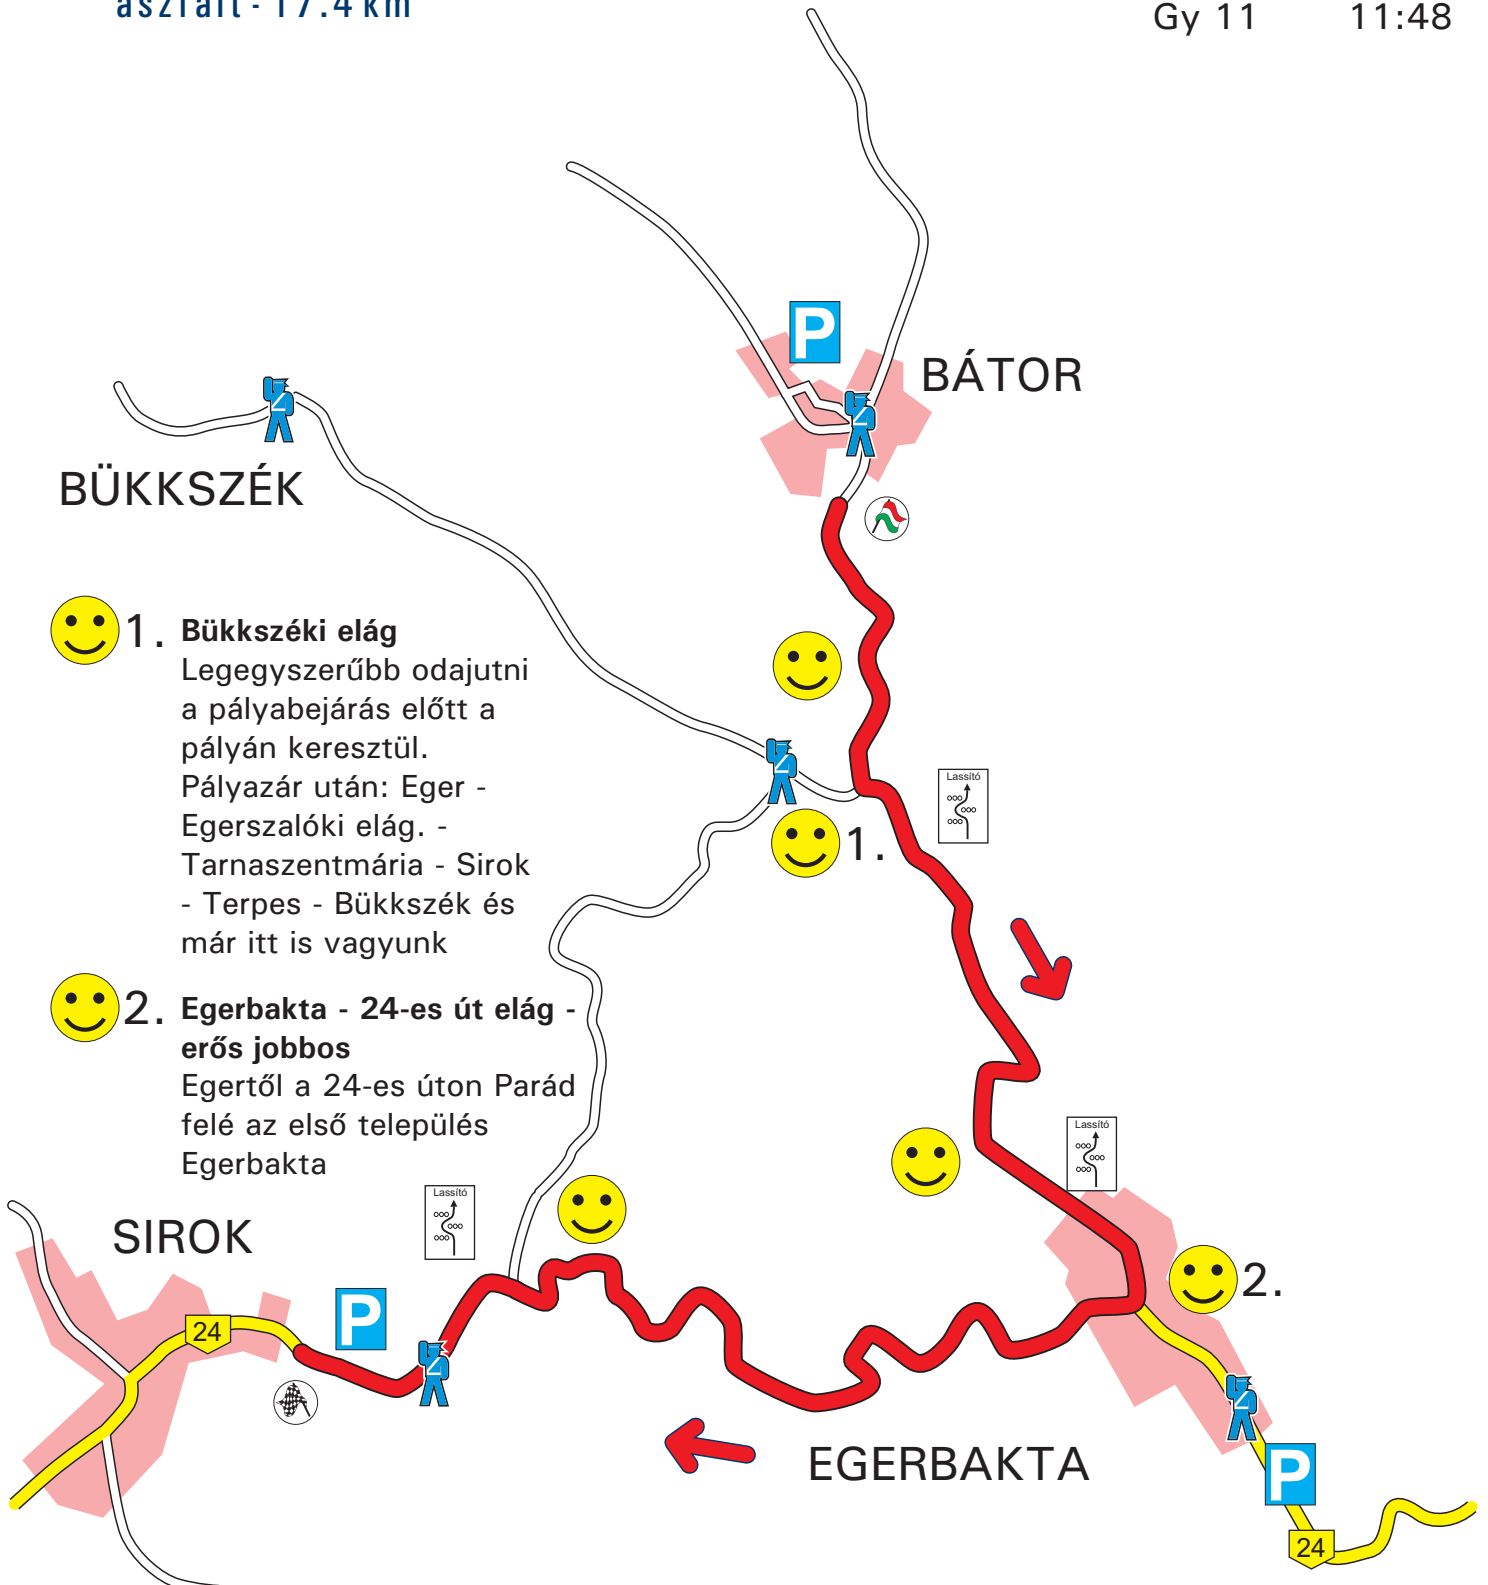 aszfalt - 17.4 km
Gy 11 11:48
P
BÁTOR
BÜKKSZÉK
1. Bükkszéki elág
Legegyszerűbb odajutni
a pályabejárás előtt a
pályán keresztül.
Pályazár után: Eger -
Egerszalóki elág. -
Tarnaszentmária - Sirok
- Terpes - Bükkszék és
már itt is vagyunk
Lassító
1.
2. Egerbakta - 24-es út elág -
erős jobbos
Egertől a 24-es úton Parád
felé az első település
Egerbakta
Lassító
Lassító
SIROK
2.
P
24
EGERBAKTA
P
24